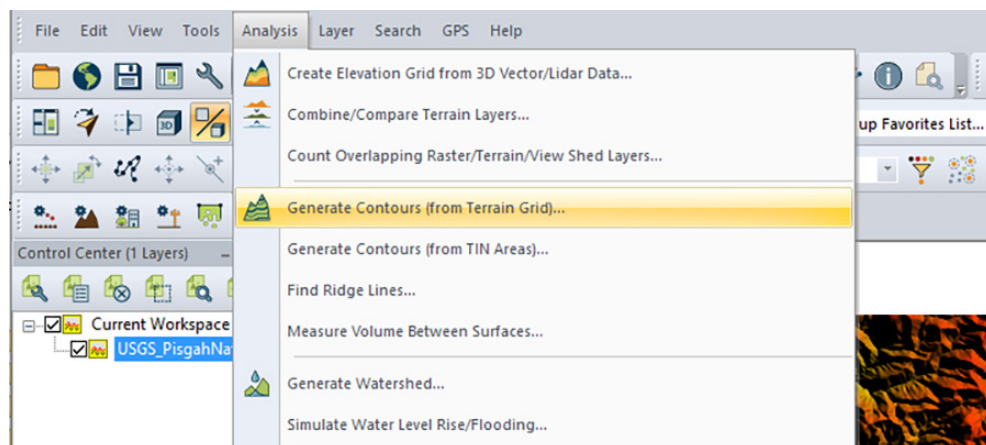 File Edit View Tools Analysis Layer Search GPS Help
Create Elevation Grid from 3D Vector/Lidar Data...
Combine/Compare Terrain Layers...
up Favorites List...
Count Overlapping Raster/Terrain/View Shed Layers...
Generate Contours (from Terrain Grid)...
Control Center (1 Layers)
Generate Contours (from TIN Areas)...
Find Ridge Lines...
Current Workspace
Measure Volume Between Surfaces...
USGS_PisgahNa
Generate Watershed...
Simulate Water Level Rise/Flooding...